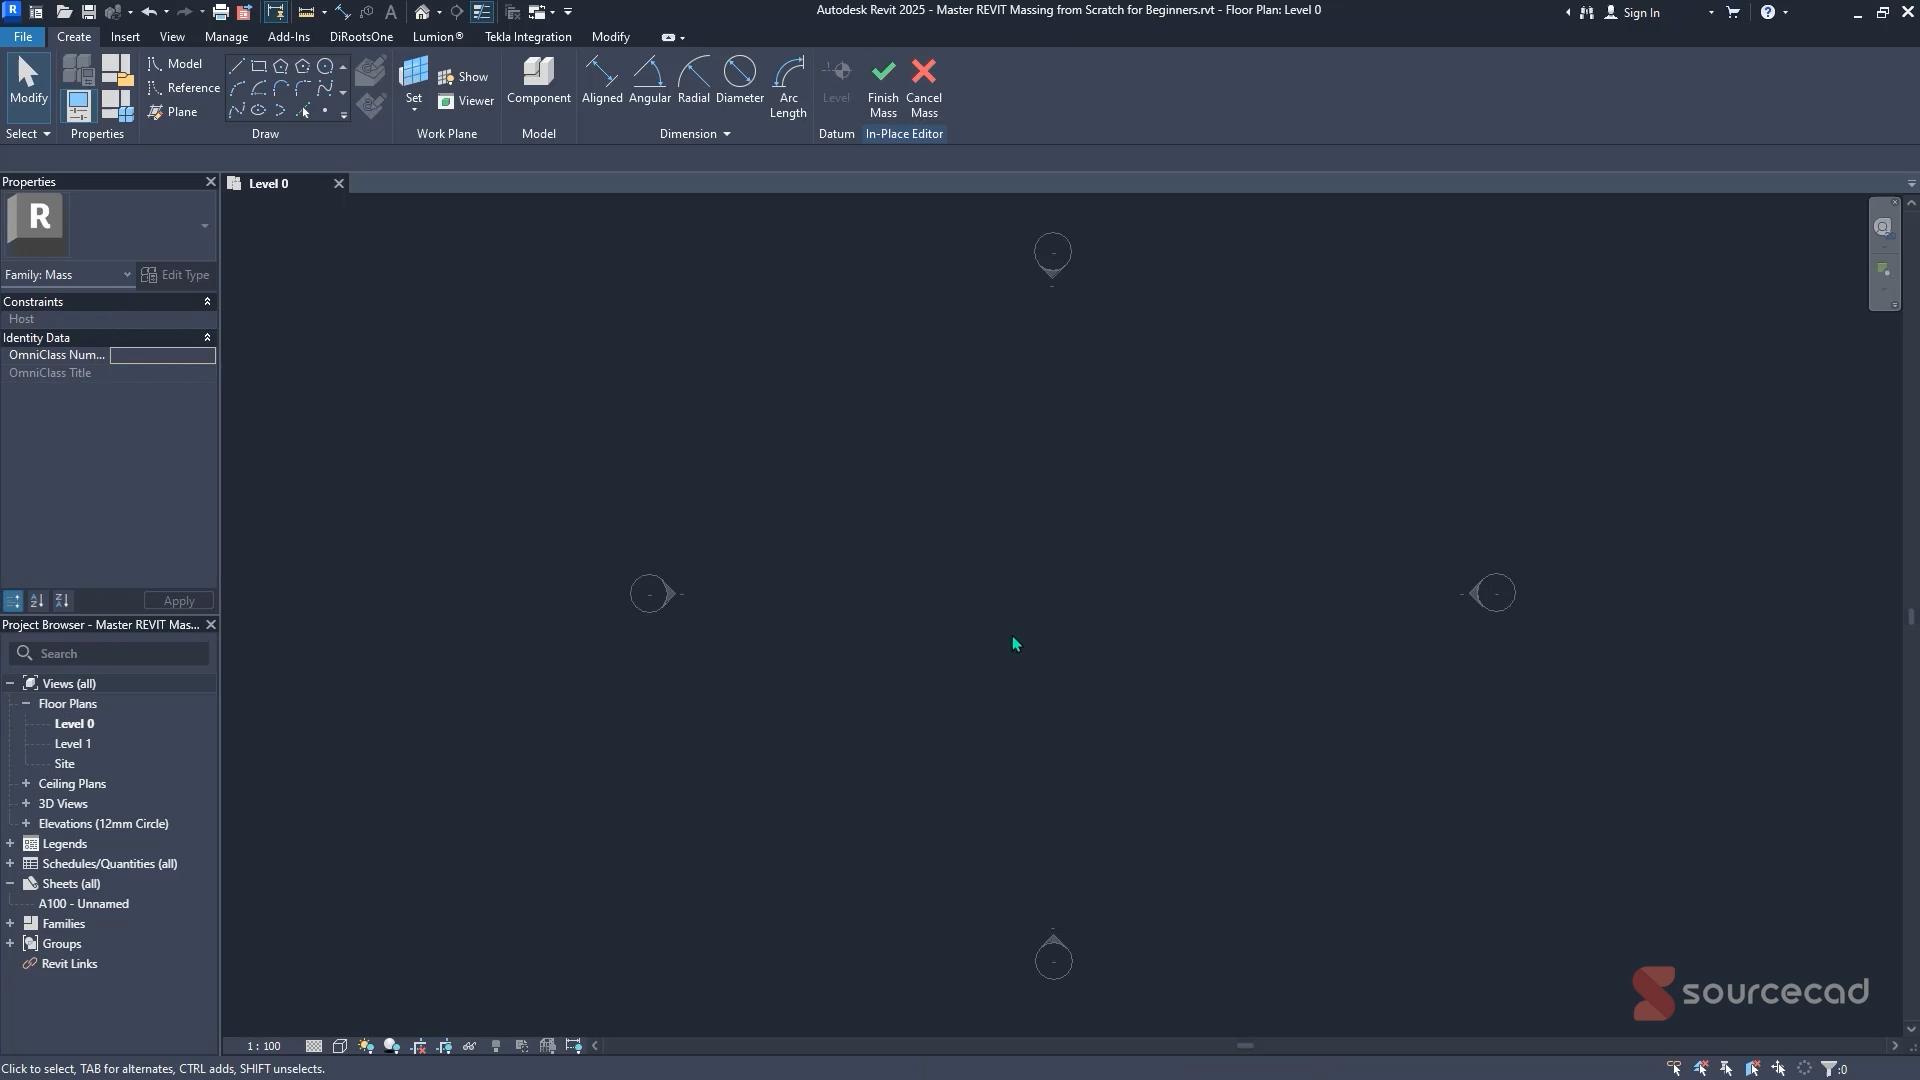 Autodesk Revit 2025 - Master REVIT Massing from Scratch for Beginners.rvt - Floor Plan: Level 0
Sign In
File Create Insert View Manage Add-Ins DiRootsOne Lumion® Tekla Integration Modify
Modify
Model
Reference
Plane
Set
Show
Viewer
Component
Aligned
Angular
Radial
Diameter
Arc
Length
Level
Finish
Mass
Cancel
Mass
Select Properties Draw Work Plane Model Dimension Datum In-Place Editor
Properties
Level 0
R
Family: Mass
Edit Type
Constraints
Host
Identity Data
OmniClass Num...
OmniClass Title
Apply
Project Browser - Master REVIT Mas...
Search
Views (all)
Floor Plans
Level 0
Level 1
Site
Ceiling Plans
3D Views
Elevations (12mm Circle)
Legends
Schedules/Quantities (all)
Sheets (all)
A100 - Unnamed
Families
Groups
Revit Links
sourcecad
1 : 100
Click to select, TAB for alternates, CTRL adds, SHIFT unselects.
:0